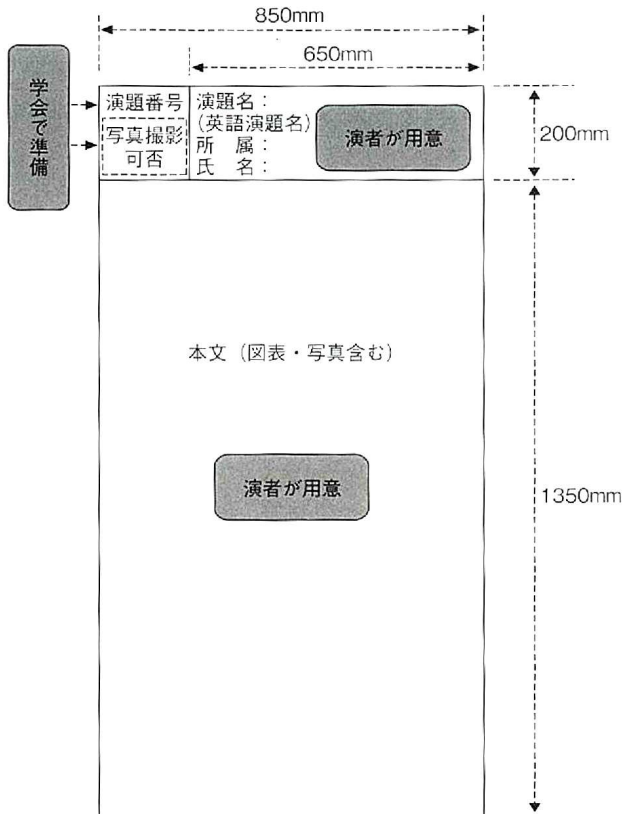 850mm
650mm
学会で準備
演題番号
写真撮影
可否
演題名：
(英語演題名)
所　属：
氏　名：
演者が用意
200mm
本文（図表・写真含む）
演者が用意
1350mm